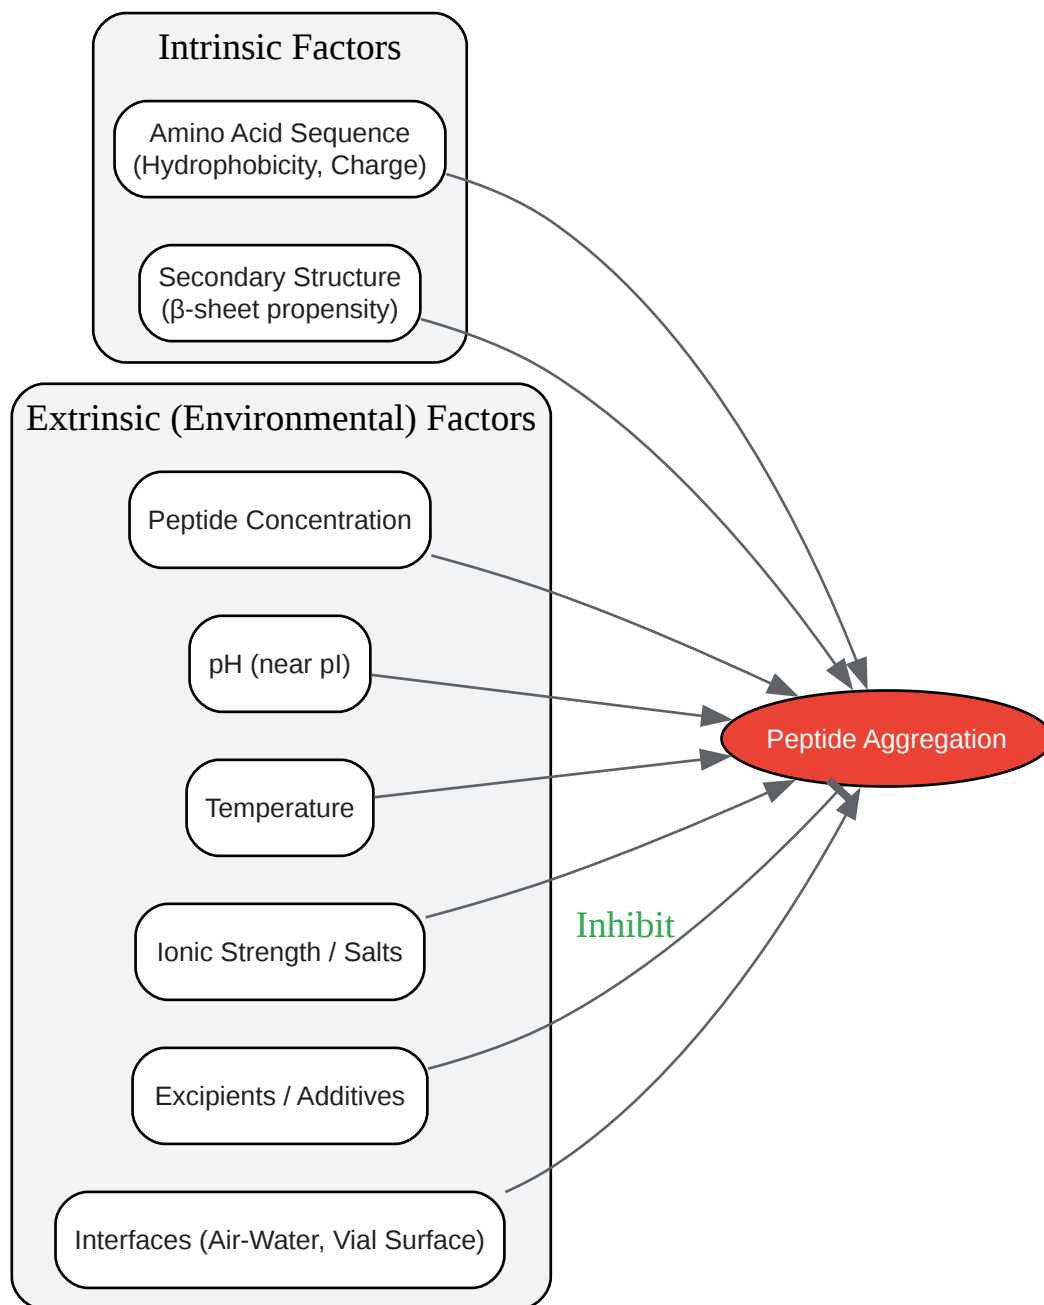 Intrinsic Factors
Amino Acid Sequence
(Hydrophobicity, Charge)
Secondary Structure
(β-sheet propensity)
Extrinsic (Environmental) Factors
Peptide Concentration
pH (near pI)
Temperature
Ionic Strength / Salts
Excipients / Additives
Interfaces (Air-Water, Vial Surface)
Inhibit
Peptide Aggregation